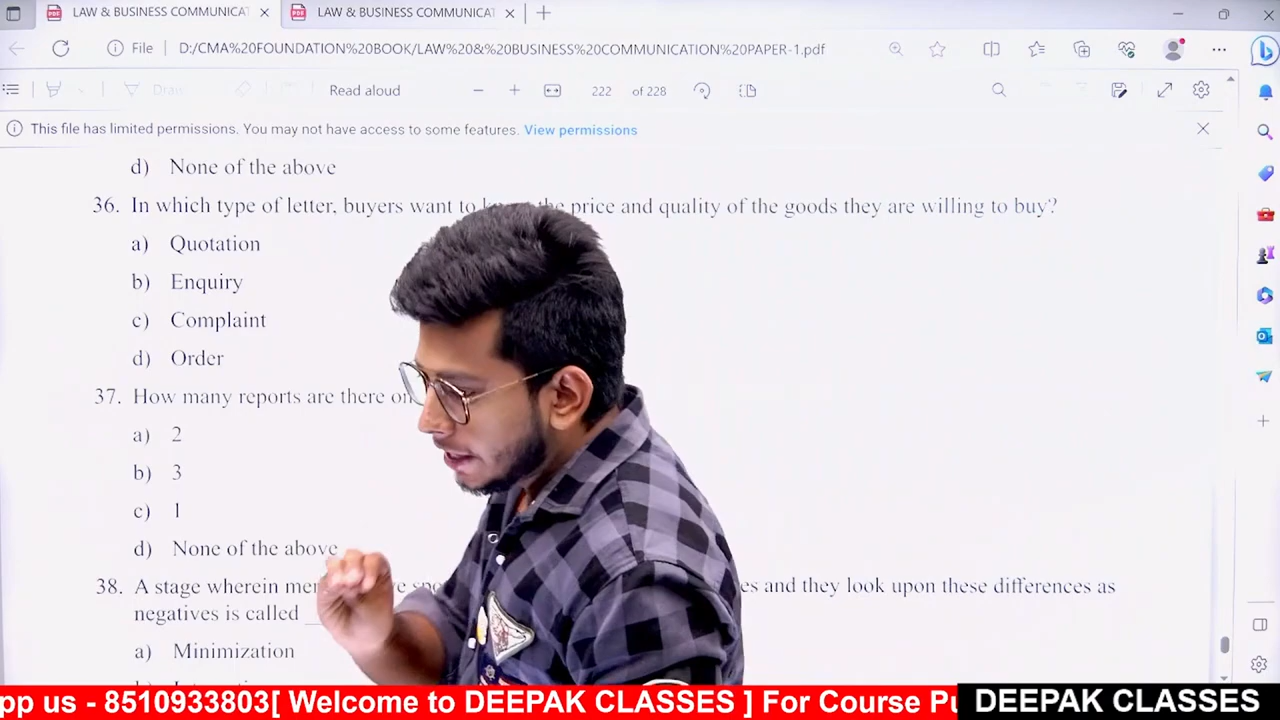 LAW & BUSINESS COMMUNICAT
LAW & BUSINESS COMMUNICAT
File D:/CMA%20FOUNDATION%20BOOK/LAW%20&%20BUSINESS%20COMMUNICATION%20PAPER-1.pdf
Draw Read aloud 222 of 228
This file has limited permissions. You may not have access to some features. View permissions
d) None of the above
36. In which type of letter, buyers want to the price and quality of the goods they are willing to buy?
a) Quotation
b) Enquiry
c) Complaint
d) Order
37. How many reports are there on
a) 2
b) 3
c) 1
d) None of the above
38. A stage wherein and they look upon these differences as
negatives is called
a) Minimization
pp us - 8510933803[ Welcome to DEEPAK CLASSES ] For Course Pu
DEEPAK CLASSES